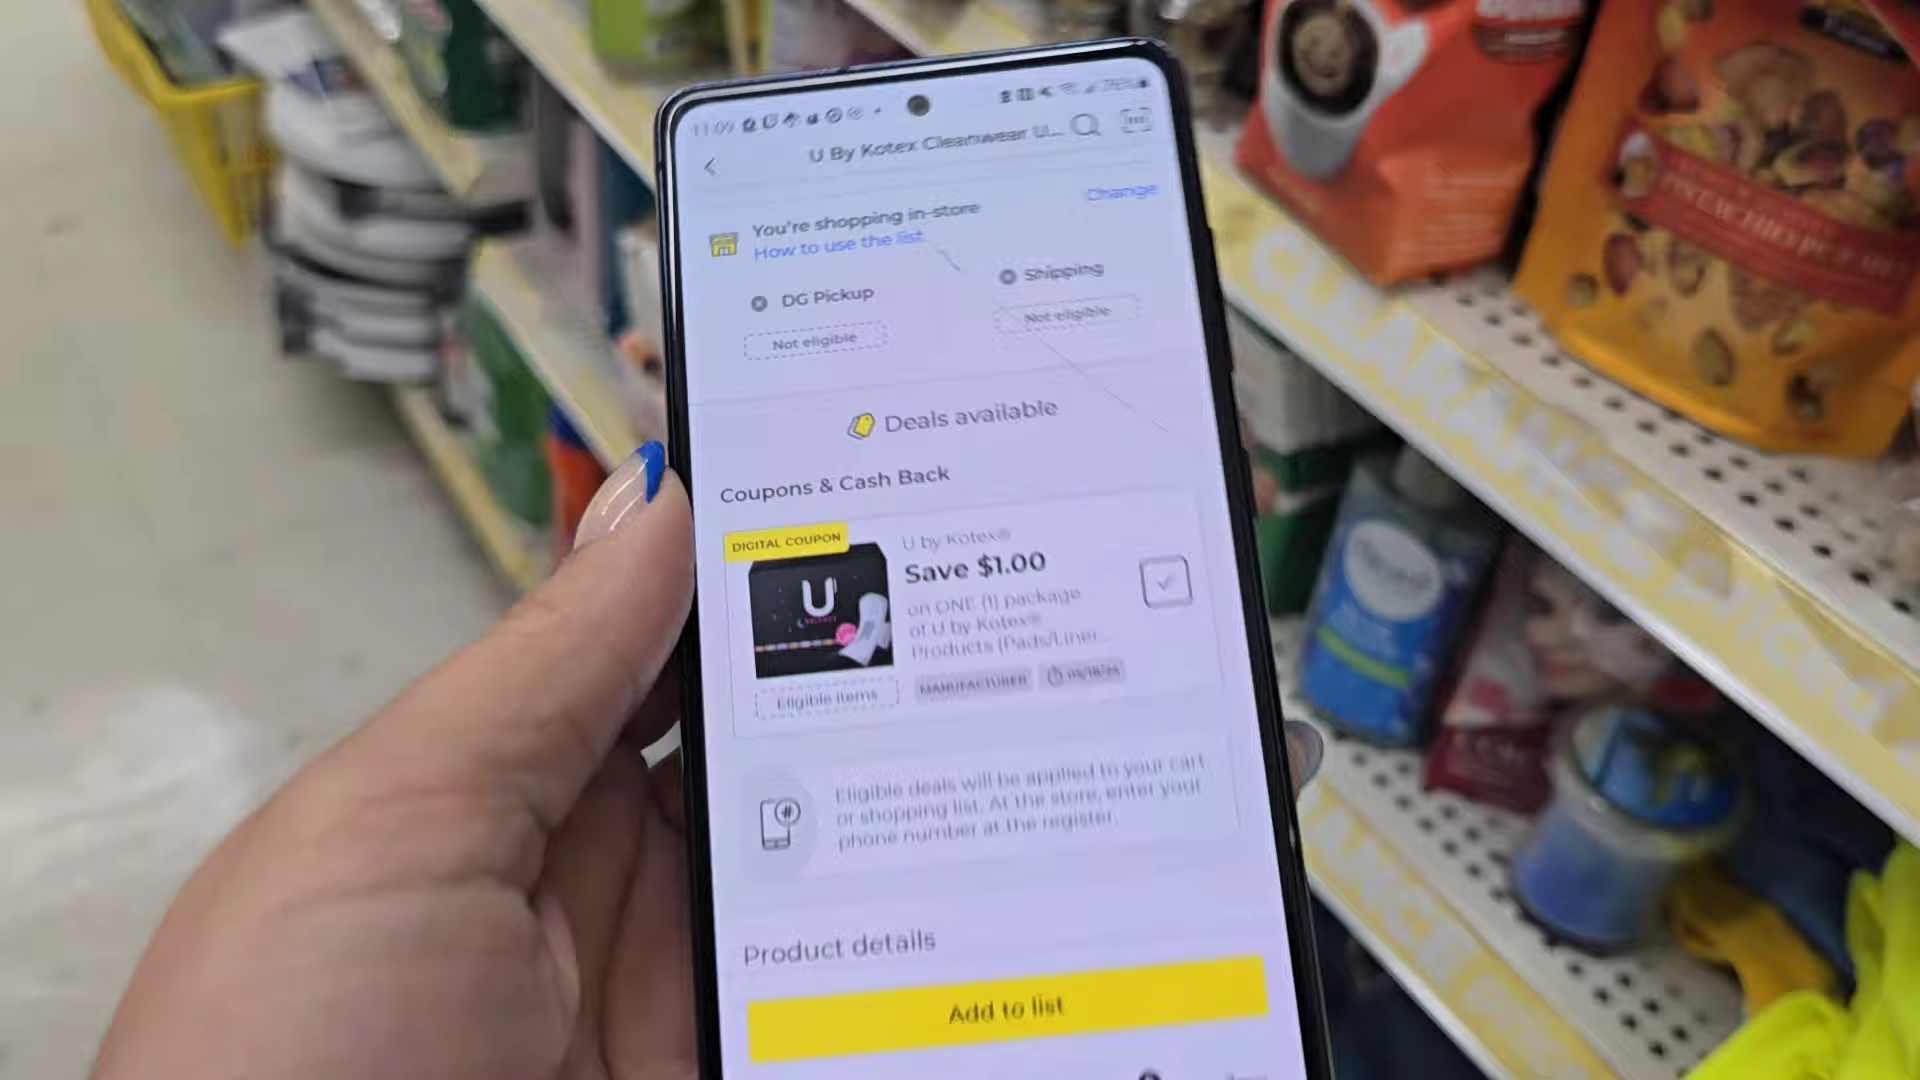 11:09
U By Kotex Cleanwear U...
You're shopping in-store
Change
How to use the list
DG Pickup
Shipping
Not eligible
Not eligible
Deals available
Coupons & Cash Back
DIGITAL COUPON
U by Kotex®
Save $1.00
on ONE (1) package
of U by Kotex®
Products (Pads/Liner...
MANUFACTURER
Eligible items
U
Eligible deals will be applied to your cart
or shopping list. At the store, enter your
phone number at the register.
Product details
Add to list
CLEARANCE